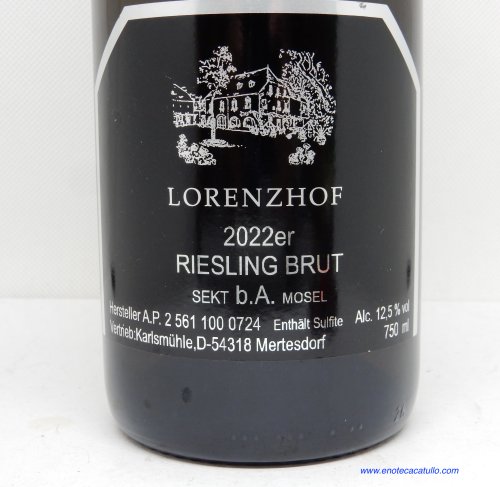 LORENZHOF
2022er
RIESLING BRUT
SEKT b.A. MOSEL
Hersteller A.P. 2 561 100 0724 Enthält Sulfite Alc. 12,5 % vol
Vertrieb:Karlsmühle,D-54318 Mertesdorf 750 ml
www.enotecacatullo.com